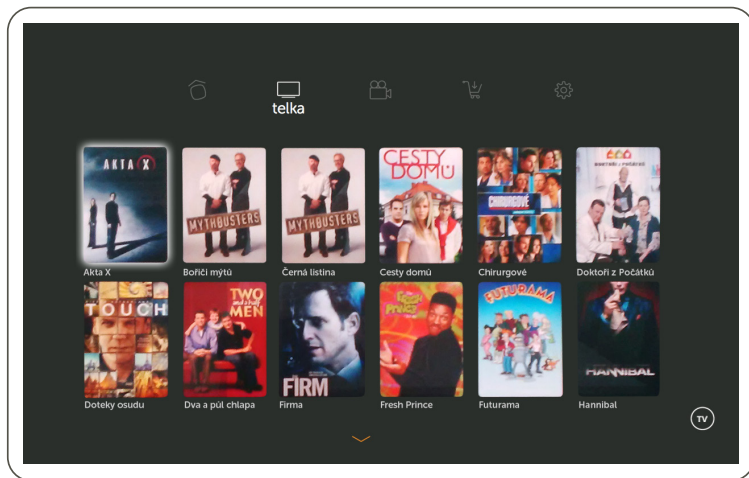 telka
AKTA X
MYTHBUSTERS
MYTHBUSTERS
CESTY
DOMŮ
CHIRURGOVÉ
DOKTOŘI Z POČÁTKŮ
Akta X
Bořiči mýtů
Černá listina
Cesty domů
Chirurgové
Doktoři z Počátků
TOUCH
TWO
and a half
MEN
FIRM
FRESH
PRINCE
FUTURAMA
HANNIBAL
Doteky osudu
Dva a půl chlapa
Firma
Fresh Prince
Futurama
Hannibal
TV